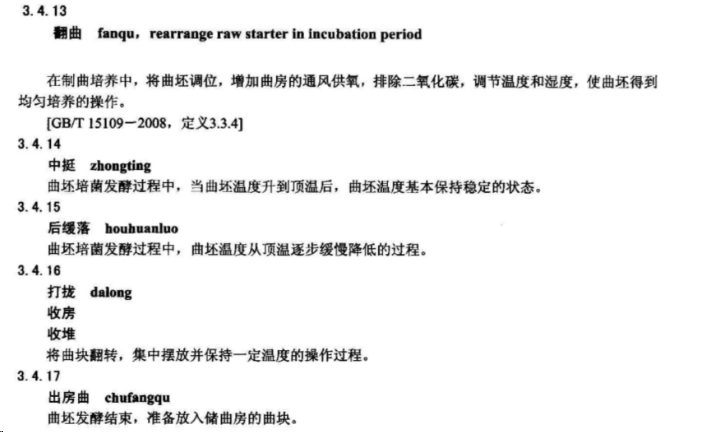 3.4.13
翻曲 fanqu，rearrange raw starter in incubation period
在制曲培养中，将曲坯调位，增加曲房的通风供氧，排除二氧化碳，调节温度和湿度，使曲坯得到
均匀培养的操作。
[GB/T 15109—2008，定义3.3.4]
3.4.14
中挺 zhongting
曲坯培菌发酵过程中，当曲坯温度升到顶温后，曲坯温度基本保持稳定的状态。
3.4.15
后缓落 houhuanluo
曲坯培菌发酵过程中，曲坯温度从顶温逐步缓慢降低的过程。
3.4.16
打拢 dalong
收房
收堆
将曲块翻转，集中摆放并保持一定温度的操作过程。
3.4.17
出房曲 chufangqu
曲坯发酵结束，准备放入储曲房的曲块。